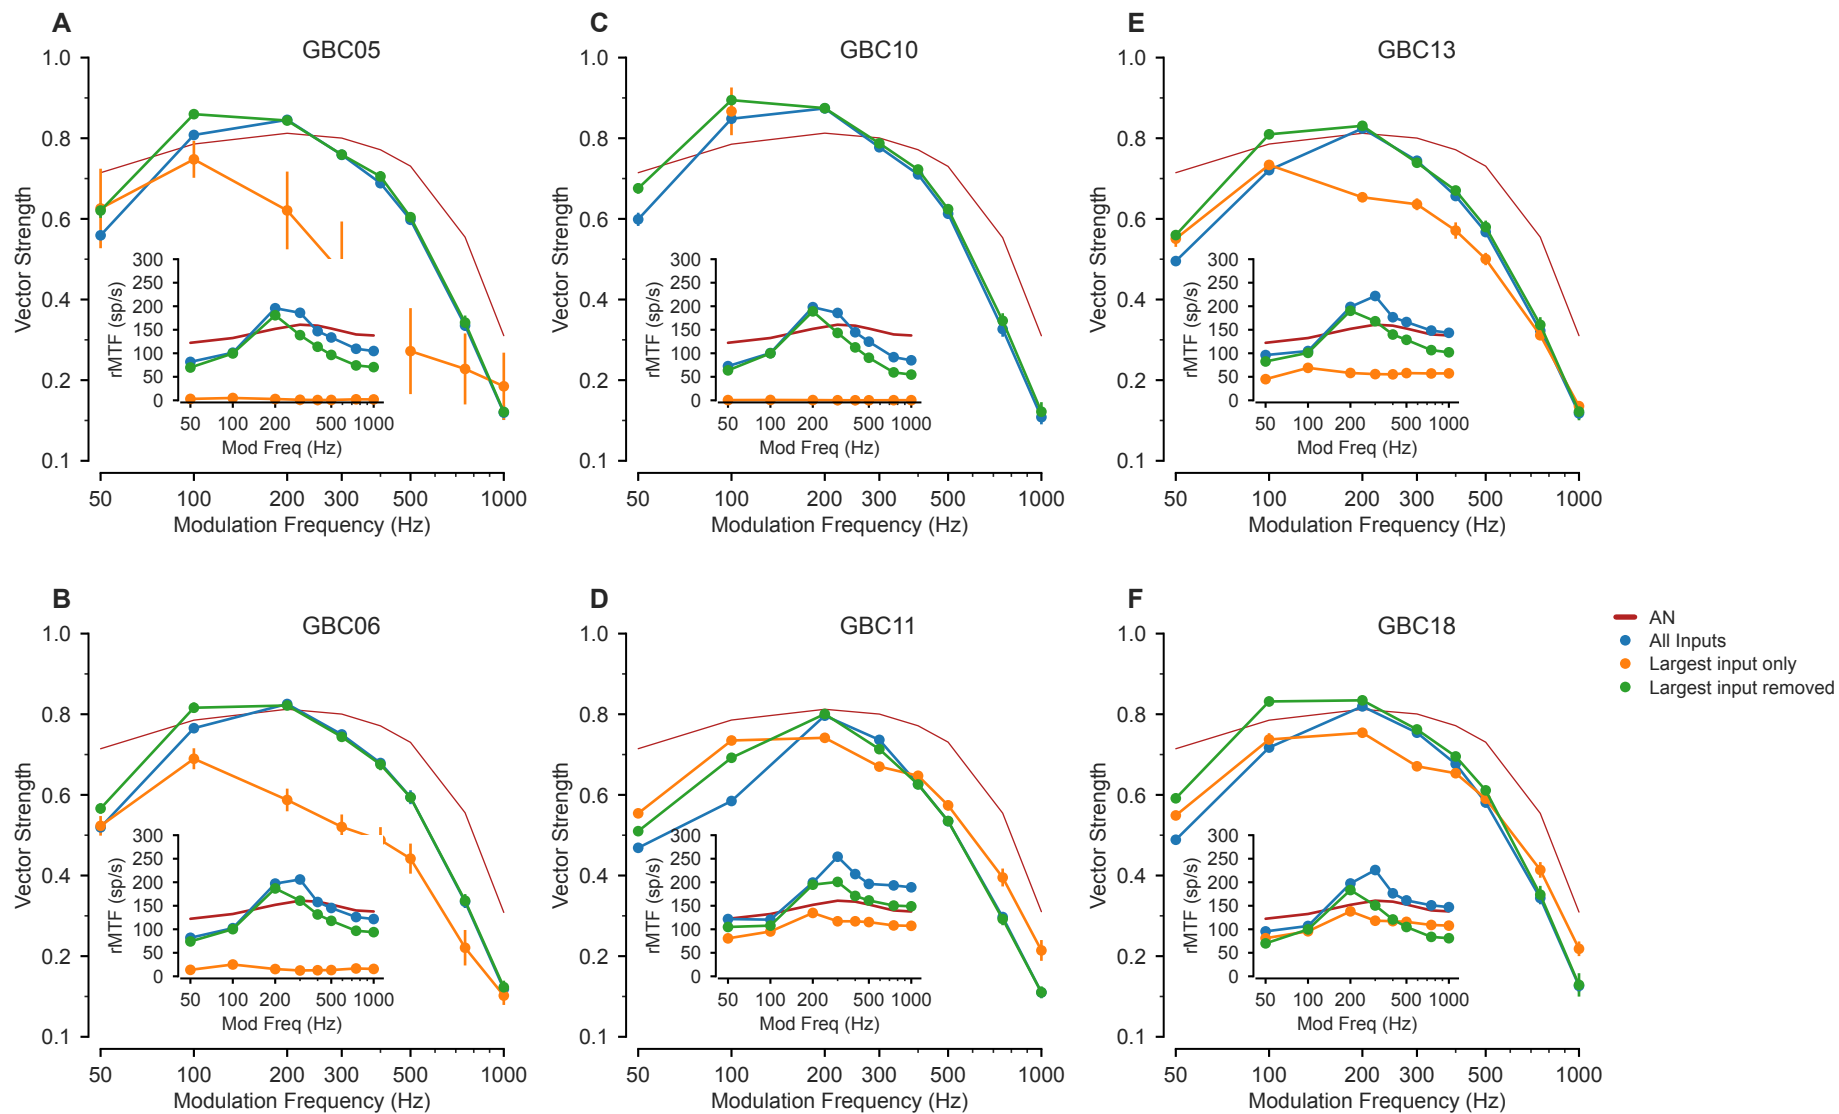 A
GBC05
1.0
0.8
0.6
0.4
0.2
0.1
Vector Strength
300
250
200
150
100
50
0
rMTF (sp/s)
50 100 200 500 1000
Mod Freq (Hz)
50 100 200 300 500 1000
Modulation Frequency (Hz)
C
GBC10
1.0
0.8
0.6
0.4
0.2
0.1
Vector Strength
300
250
200
150
100
50
0
rMTF (sp/s)
50 100 200 500 1000
Mod Freq (Hz)
50 100 200 300 500 1000
Modulation Frequency (Hz)
E
GBC13
1.0
0.8
0.6
0.4
0.2
0.1
Vector Strength
300
250
200
150
100
50
0
rMTF (sp/s)
50 100 200 500 1000
Mod Freq (Hz)
50 100 200 300 500 1000
Modulation Frequency (Hz)
B
GBC06
1.0
0.8
0.6
0.4
0.2
0.1
Vector Strength
300
250
200
150
100
50
0
rMTF (sp/s)
50 100 200 500 1000
Mod Freq (Hz)
50 100 200 300 500 1000
Modulation Frequency (Hz)
D
GBC11
1.0
0.8
0.6
0.4
0.2
0.1
Vector Strength
300
250
200
150
100
50
0
rMTF (sp/s)
50 100 200 500 1000
Mod Freq (Hz)
50 100 200 300 500 1000
Modulation Frequency (Hz)
F
GBC18
1.0
0.8
0.6
0.4
0.2
0.1
Vector Strength
300
250
200
150
100
50
0
rMTF (sp/s)
50 100 200 500 1000
Mod Freq (Hz)
50 100 200 300 500 1000
Modulation Frequency (Hz)
AN
All Inputs
Largest input only
Largest input removed